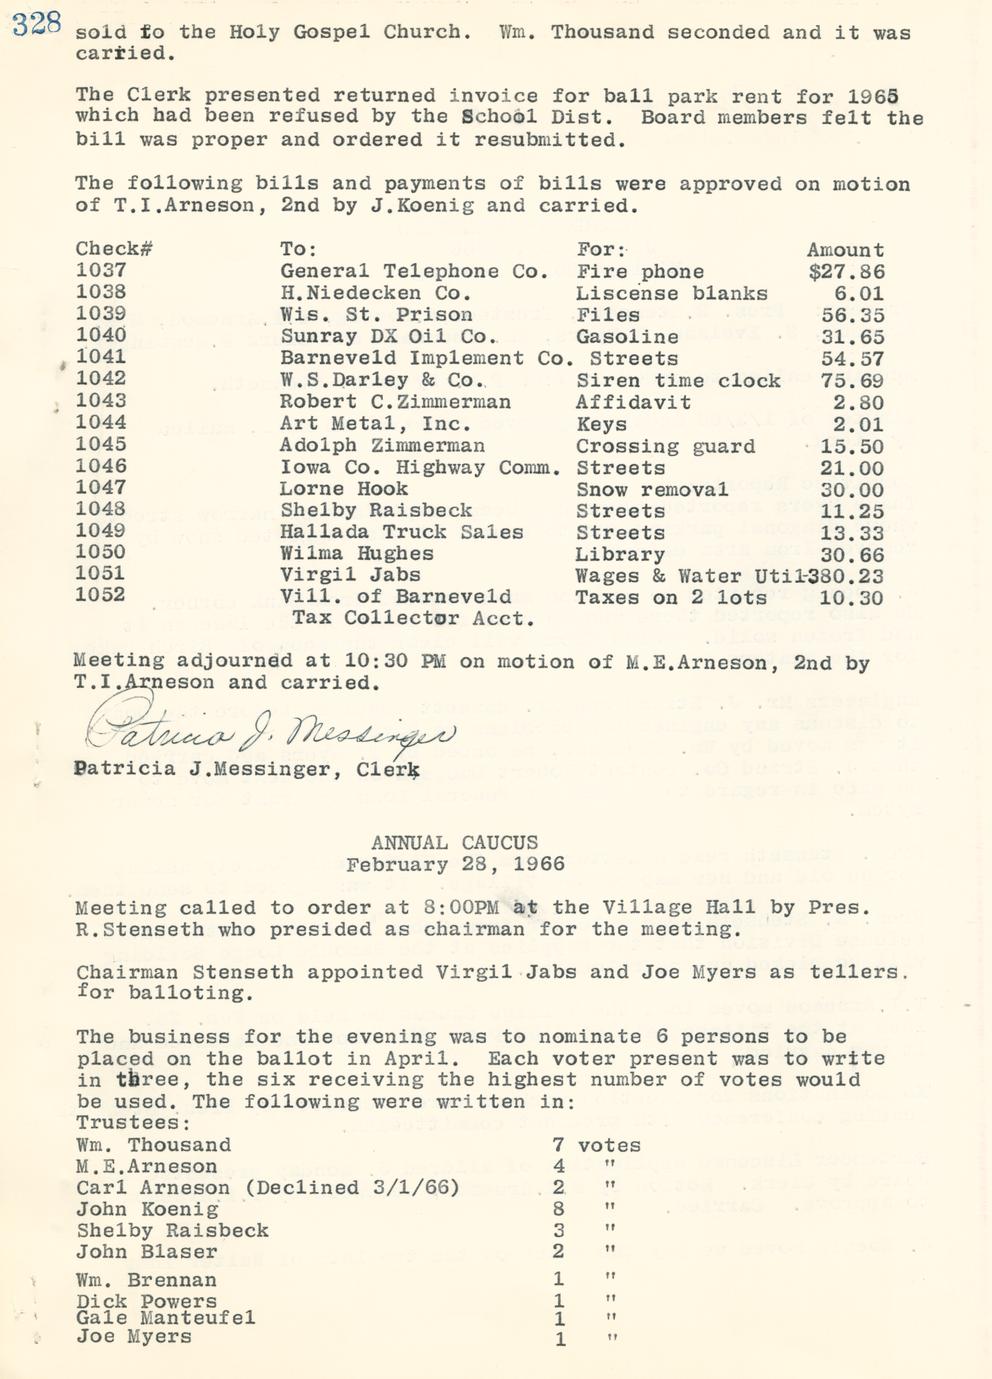 328
sold to the Holy Gospel Church.  Wm. Thousand seconded and it was
carried.
The Clerk presented returned invoice for ball park rent for 1965
which had been refused by the School Dist.  Board members felt the
bill was proper and ordered it resubmitted.
The following bills and payments of bills were approved on motion
of T.I.Arneson, 2nd by J.Koenig and carried.
Check# To: For: Amount
1037 General Telephone Co. Fire phone $27.86
1038 H.Niedecken Co. Liscense blanks 6.01
1039 Wis. St. Prison Files 56.35
1040 Sunray DX Oil Co. Gasoline 31.65
1041 Barneveld Implement Co. Streets 54.57
1042 W.S.Darley & Co. Siren time clock 75.69
1043 Robert C.Zimmerman Affidavit 2.80
1044 Art Metal, Inc. Keys 2.01
1045 Adolph Zimmerman Crossing guard 15.50
1046 Iowa Co. Highway Comm. Streets 21.00
1047 Lorne Hook Snow removal 30.00
1048 Shelby Raisbeck Streets 11.25
1049 Hallada Truck Sales Streets 13.33
1050 Wilma Hughes Library 30.66
1051 Virgil Jabs Wages & Water Util-380.23
1052 Vill. of Barneveld Taxes on 2 lots 10.30
Tax Collector Acct.
Meeting adjourned at 10:30 PM on motion of M.E.Arneson, 2nd by
T.I.Arneson and carried.
Patricia J. Messinger
Patricia J.Messinger, Clerk
ANNUAL CAUCUS
February 28, 1966
Meeting called to order at 8:00PM at the Village Hall by Pres.
R.Stenseth who presided as chairman for the meeting.
Chairman Stenseth appointed Virgil Jabs and Joe Myers as tellers.
for balloting.
The business for the evening was to nominate 6 persons to be
placed on the ballot in April.  Each voter present was to write
in three, the six receiving the highest number of votes would
be used. The following were written in:
Trustees:
Wm. Thousand 7 votes
M.E.Arneson 4 "
Carl Arneson (Declined 3/1/66) 2 "
John Koenig 8 "
Shelby Raisbeck 3 "
John Blaser 2 "
Wm. Brennan 1 "
Dick Powers 1 "
Gale Manteufel 1 "
Joe Myers 1 "